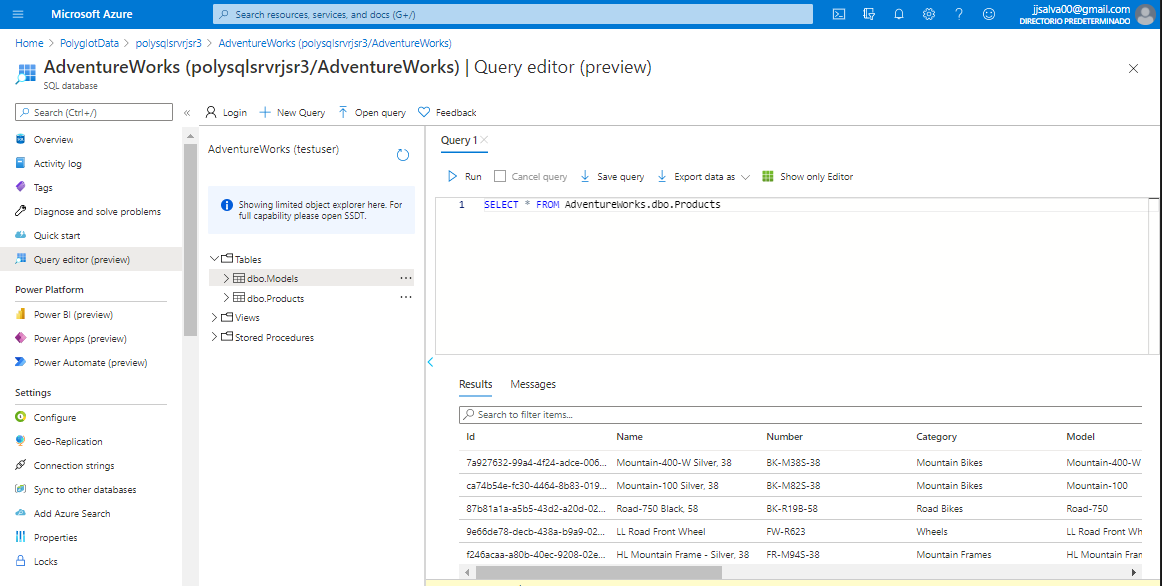 Microsoft Azure
Search resources, services, and docs (G+/)
jjsalva00@gmail.com
DIRECTORIO PREDETERMINADO
Home > PolyglotData > polysqlsrvrjsr3 > AdventureWorks (polysqlsrvrjsr3/AdventureWorks)
AdventureWorks (polysqlsrvrjsr3/AdventureWorks) | Query editor (preview)
SQL database
Search (Ctrl+/)
Overview
Activity log
Tags
Diagnose and solve problems
Quick start
Query editor (preview)
Power Platform
Power BI (preview)
Power Apps (preview)
Power Automate (preview)
Settings
Configure
Geo-Replication
Connection strings
Sync to other databases
Add Azure Search
Properties
Locks
Login New Query Open query Feedback
AdventureWorks (testuser)
Showing limited object explorer here. For
full capability please open SSDT.
Tables
dbo.Models
dbo.Products
Views
Stored Procedures
Query 1
Run Cancel query Save query Export data as Show only Editor
1 SELECT * FROM AdventureWorks.dbo.Products
Results Messages
Search to filter items...
Id Name Number Category Model
7a927632-99a4-4f24-adce-006... Mountain-400-W Silver, 38 BK-M38S-38 Mountain Bikes Mountain-400-W
ca74b54e-fc30-4464-8b83-019... Mountain-100 Silver, 38 BK-M82S-38 Mountain Bikes Mountain-100
87b81a1a-a5b5-43d2-a20d-02... Road-750 Black, 58 BK-R19B-58 Road Bikes Road-750
9e66de78-decb-438a-b9a9-02... LL Road Front Wheel FW-R623 Wheels LL Road Front Wh
f246acaa-a80b-40ec-9208-02e... HL Mountain Frame - Silver, 38 FR-M94S-38 Mountain Frames HL Mountain Fran